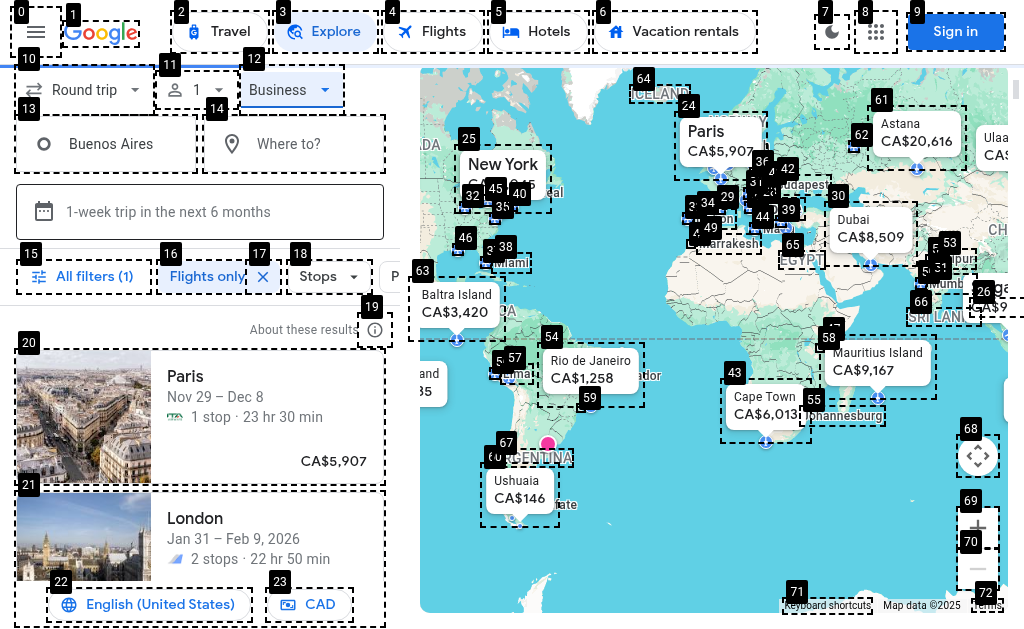 Google
Travel
Explore
Flights
Hotels
Vacation rentals
Sign in
Round trip
1
Business
Buenos Aires
Where to?
1-week trip in the next 6 months
All filters (1)
Flights only
Stops
P
About these results
Paris
Nov 29 – Dec 8
1 stop · 23 hr 30 min
CA$5,907
London
Jan 31 – Feb 9, 2026
2 stops · 22 hr 50 min
English (United States)
CAD
ICELAND
Paris
CA$5,907
New York
Astana
CA$20,616
Dubai
CA$8,509
Baltra Island
CA$3,420
Rio de Janeiro
CA$1,258
Mauritius Island
CA$9,167
Cape Town
CA$6,013
Johannesburg
Ushuaia
CA$146
ARGENTINA
EGYPT
SRI LANKA
Miami
Marrakesh
Budapest
Keyboard shortcuts
Map data ©2025
Terms
0
1
2
3
4
5
6
7
8
9
10
11
12
13
14
15
16
17
18
19
20
21
22
23
24
25
26
29
30
32
34
35
38
39
40
42
43
44
45
46
49
53
54
55
57
58
59
61
62
63
64
65
66
67
68
69
70
71
72